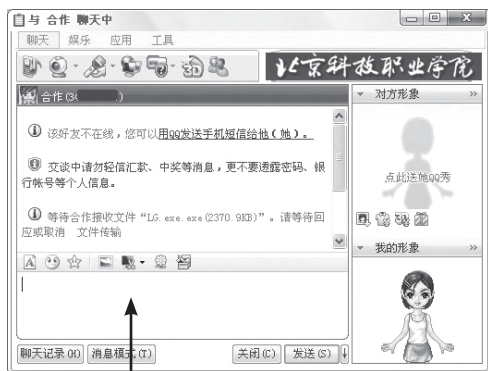 与 合作 聊天中
聊天 娱乐 应用 工具
北京科技职业学院
合作(34 )
该好友不在线，您可以用QQ发送手机短信给他(她)。
交谈中请勿轻信汇款、中奖等消息，更不要透露密码、银
行帐号等个人信息。
等待合作接收文件“LG.exe.exe(2370.9KB)”。请等待回
应或取消 文件传输
对方形象
点此送她QQ秀
我的形象
聊天记录(H) 消息模式(T) 关闭(C) 发送(S)